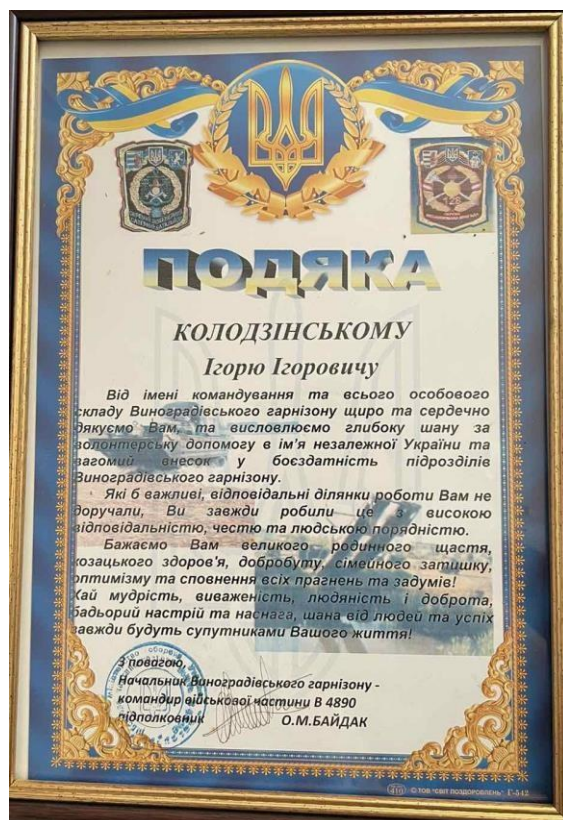 ПОДЯКА
КОЛОДЗІНСЬКОМУ
Ігорю Ігоровичу
Від імені командування та всього особового
складу Виноградівського гарнізону щиро та сердечно
дякуємо Вам, та висловлюємо глибоку шану за
волонтерську допомогу в ім'я незалежної України та
вагомий внесок у боєздатність підрозділів
Виноградівського гарнізону.
Які б важливі, відповідальні ділянки роботи Вам не
доручали, Ви завжди робили це з високою
відповідальністю, честю та людською порядністю.
Бажаємо Вам великого родинного щастя,
козацького здоров'я, добробуту, сімейного затишку,
оптимізму та сповнення всіх прагнень та задумів!
Хай мудрість, виваженість, людяність і доброта,
бадьорий настрій та наснага, шана від людей та успіх
завжди будуть супутниками Вашого життя!
З повагою,
Начальник Виноградівського гарнізону -
командир військової частини В 4890
підполковник О.М.БАЙДАК
© ТОВ "СВІТ ПОЗДОРОВЛЕНЬ" Г-542